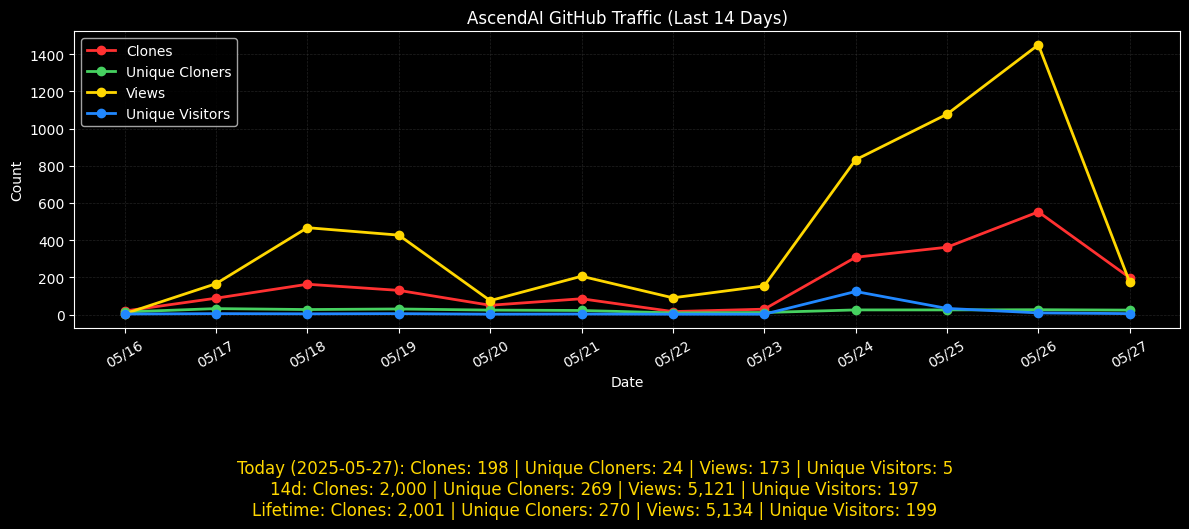 AscendAI GitHub Traffic (Last 14 Days)
Clones
Unique Cloners
Views
Unique Visitors
Count
1400
1200
1000
800
600
400
200
0
05/16 05/17 05/18 05/19 05/20 05/21 05/22 05/23 05/24 05/25 05/26 05/27
Date
Today (2025-05-27): Clones: 198 | Unique Cloners: 24 | Views: 173 | Unique Visitors: 5
14d: Clones: 2,000 | Unique Cloners: 269 | Views: 5,121 | Unique Visitors: 197
Lifetime: Clones: 2,001 | Unique Cloners: 270 | Views: 5,134 | Unique Visitors: 199